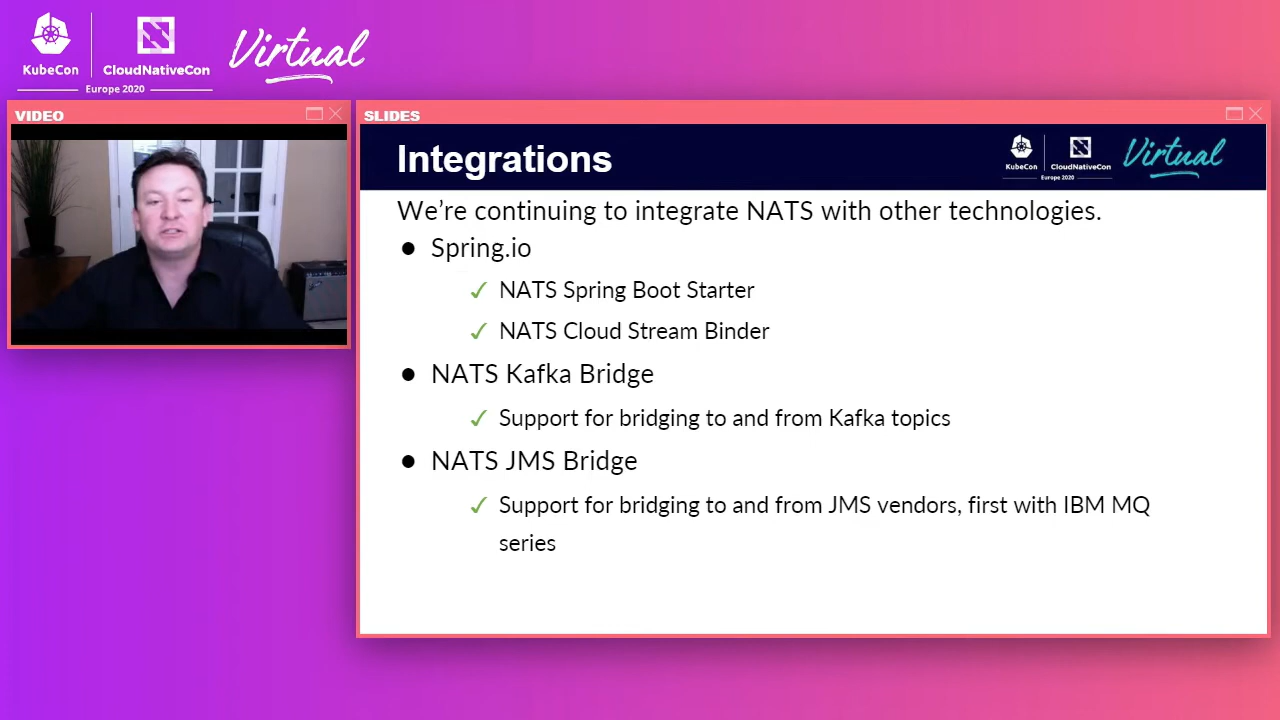 KubeCon
CloudNativeCon
Europe 2020
Virtual
VIDEO
SLIDES
Integrations
KubeCon
CloudNativeCon
Europe 2020
Virtual
We’re continuing to integrate NATS with other technologies.
● Spring.io
✓ NATS Spring Boot Starter
✓ NATS Cloud Stream Binder
● NATS Kafka Bridge
✓ Support for bridging to and from Kafka topics
● NATS JMS Bridge
✓ Support for bridging to and from JMS vendors, first with IBM MQ
series